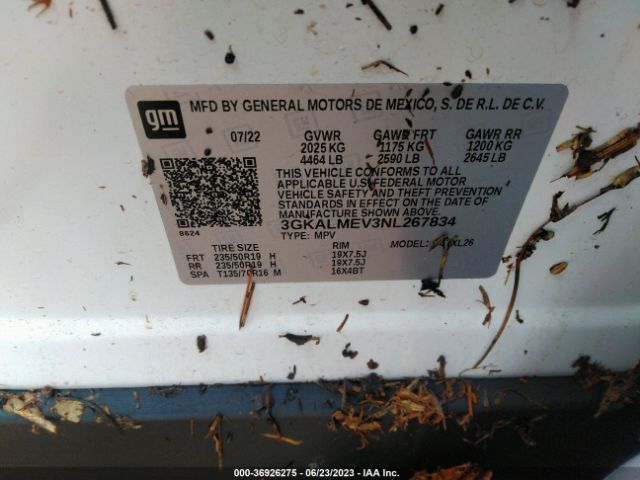 gm MFD BY GENERAL MOTORS DE MEXICO, S. DE R.L. DE C.V.
07/22 GVWR GAWR FRT GAWR RR
2025 KG 1175 KG 1200 KG
4464 LB 2590 LB 2645 LB
THIS VEHICLE CONFORMS TO ALL
APPLICABLE U.S. FEDERAL MOTOR
VEHICLE SAFETY AND THEFT PREVENTION
STANDARDS IN EFFECT ON THE DATE OF
MANUFACTURE SHOWN ABOVE.
8624 3GKALMEV3NL267834
TYPE: MPV MODEL:
TIRE SIZE RIM
FRT 235/50R19 H 19X7.5J
RR 235/50R19 H 19X7.5J
SPA T135/70R16 M 16X4BT
000-36926275 - 06/23/2023 - IAA Inc.